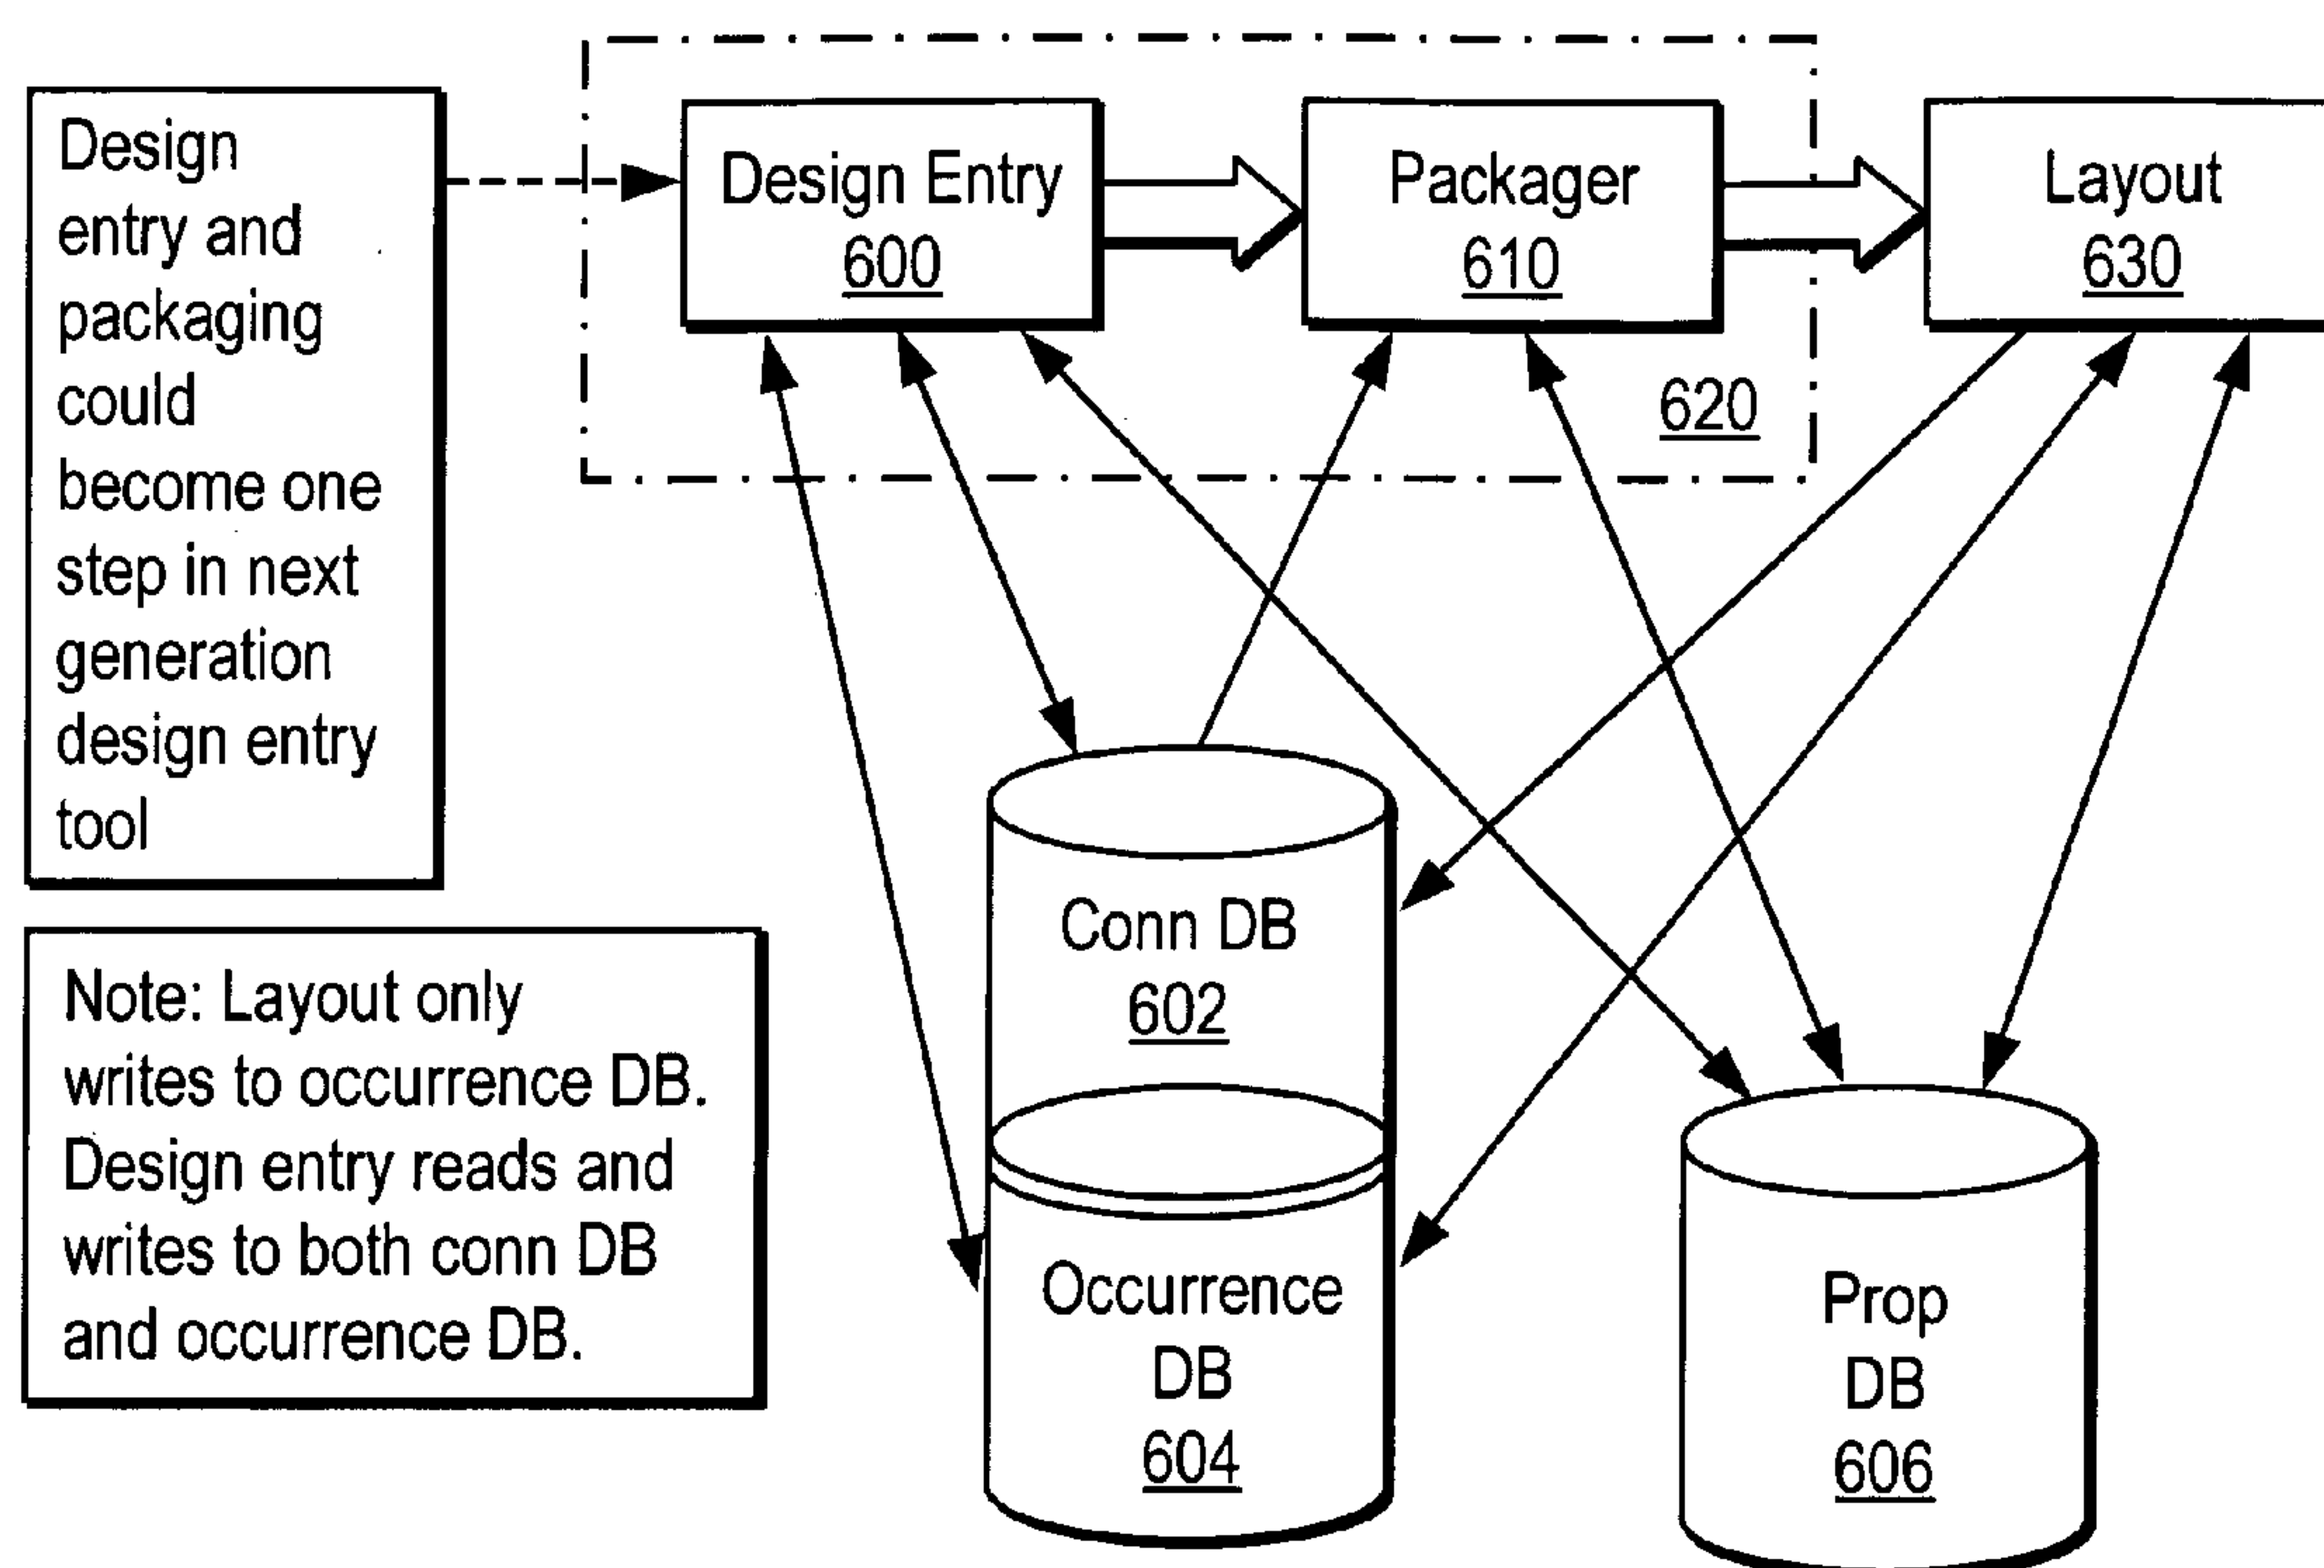 Design
entry and
packaging
could
become one
step in next
generation
design entry
tool
Design Entry
600
Packager
610
Layout
630
620
Conn DB
602
Note: Layout only
writes to occurrence DB.
Design entry reads and
writes to both conn DB
and occurrence DB.
Occurrence
DB
604
Prop
DB
606